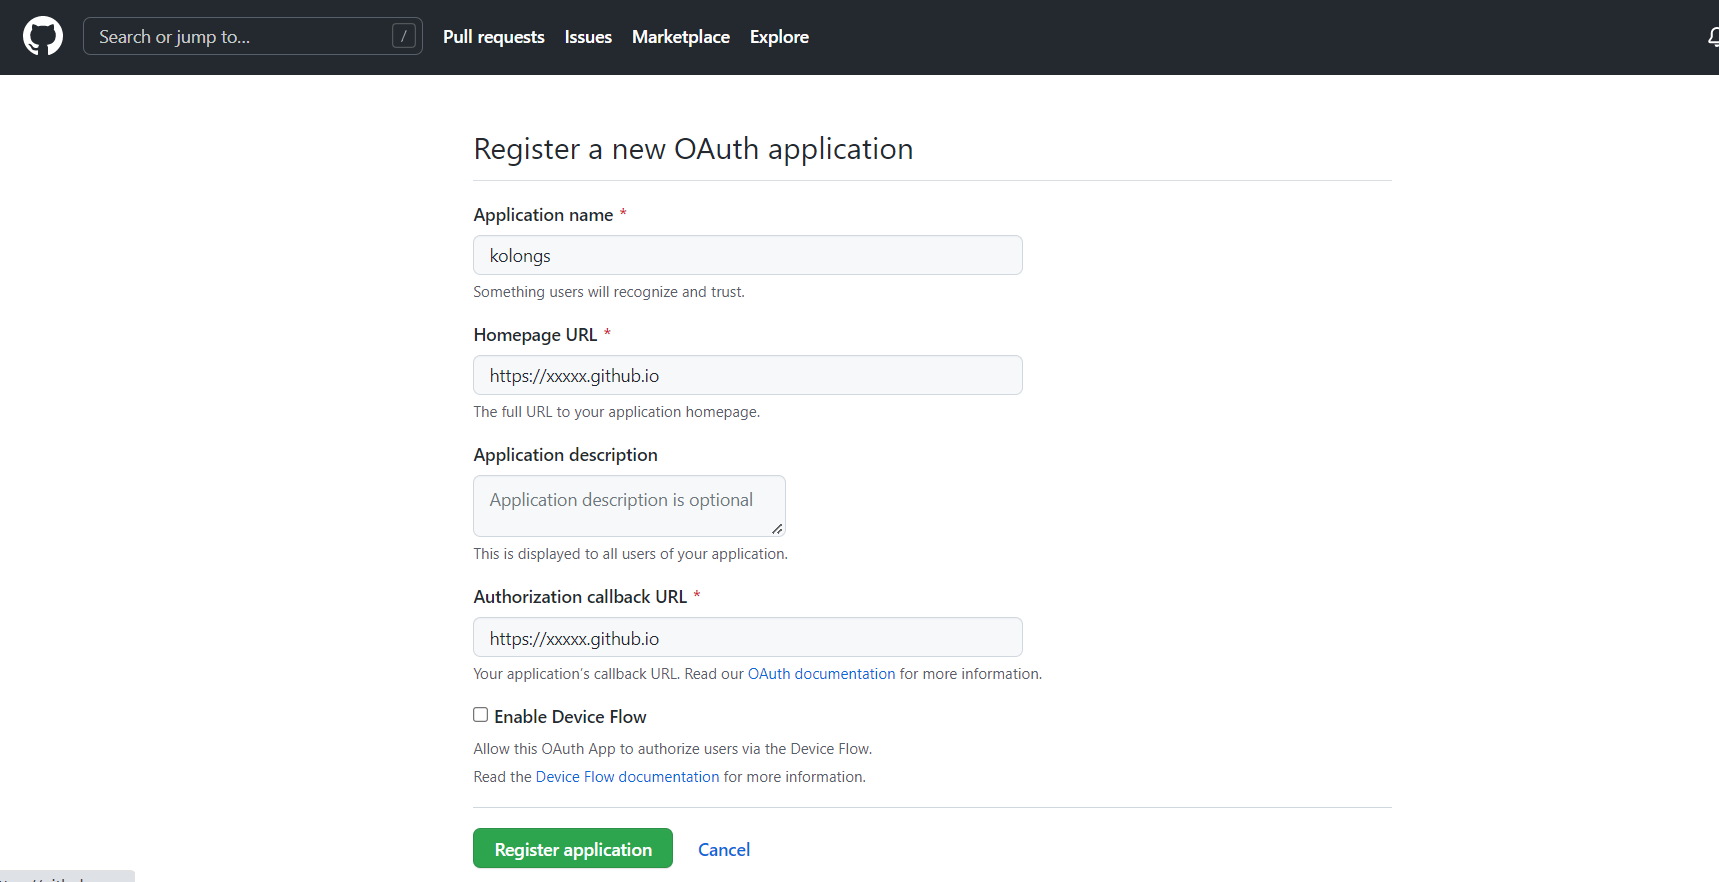 Search or jump to... /
Pull requests Issues Marketplace Explore
Register a new OAuth application
Application name *
kolongs
Something users will recognize and trust.
Homepage URL *
https://xxxxx.github.io
The full URL to your application homepage.
Application description
Application description is optional
This is displayed to all users of your application.
Authorization callback URL *
https://xxxxx.github.io
Your application's callback URL. Read our OAuth documentation for more information.
Enable Device Flow
Allow this OAuth App to authorize users via the Device Flow.
Read the Device Flow documentation for more information.
Register application Cancel